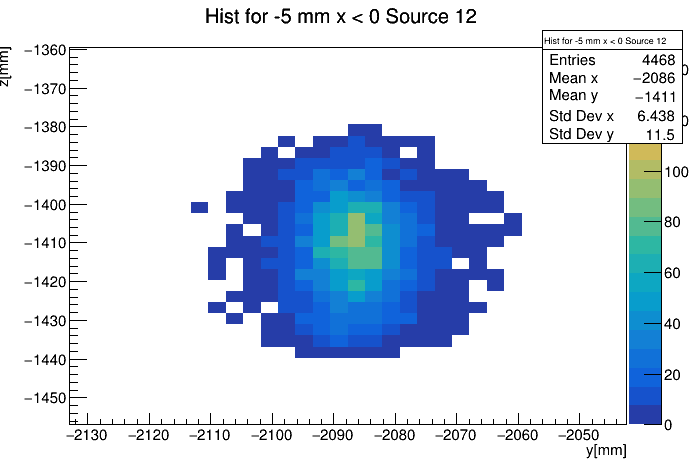 Hist for -5 mm x < 0 Source 12
Hist for -5 mm x < 0 Source 12
Entries 4468
Mean x −2086
Mean y −1411
Std Dev x 6.438
Std Dev y 11.5
z[mm]
−1360
−1370
−1380
−1390
−1400
−1410
−1420
−1430
−1440
−1450
0
0
100
80
60
40
20
0
−2130 −2120 −2110 −2100 −2090 −2080 −2070 −2060 −2050
y[mm]